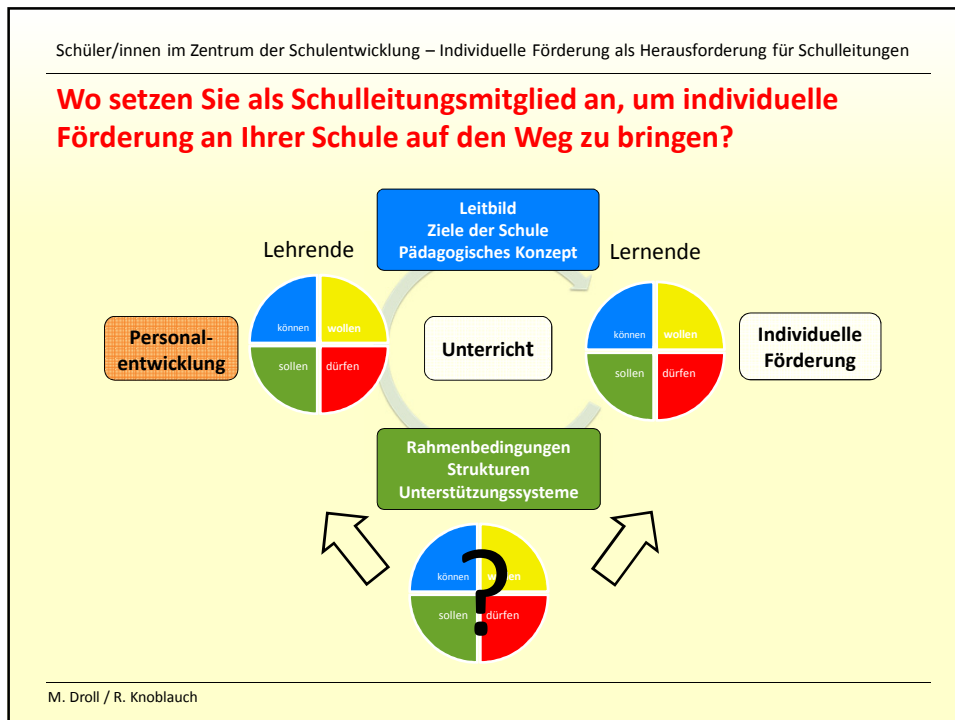 Schüler/innen im Zentrum der Schulentwicklung – Individuelle Förderung als Herausforderung für Schulleitungen
Wo setzen Sie als Schulleitungsmitglied an, um individuelle
Förderung an Ihrer Schule auf den Weg zu bringen?
Leitbild
Ziele der Schule
Pädagogisches Konzept
Lehrende
Lernende
können wollen
sollen dürfen
Personal-
entwicklung
Unterricht
können wollen
sollen dürfen
Individuelle
Förderung
Rahmenbedingungen
Strukturen
Unterstützungssysteme
können wollen
sollen dürfen
?
M. Droll / R. Knoblauch